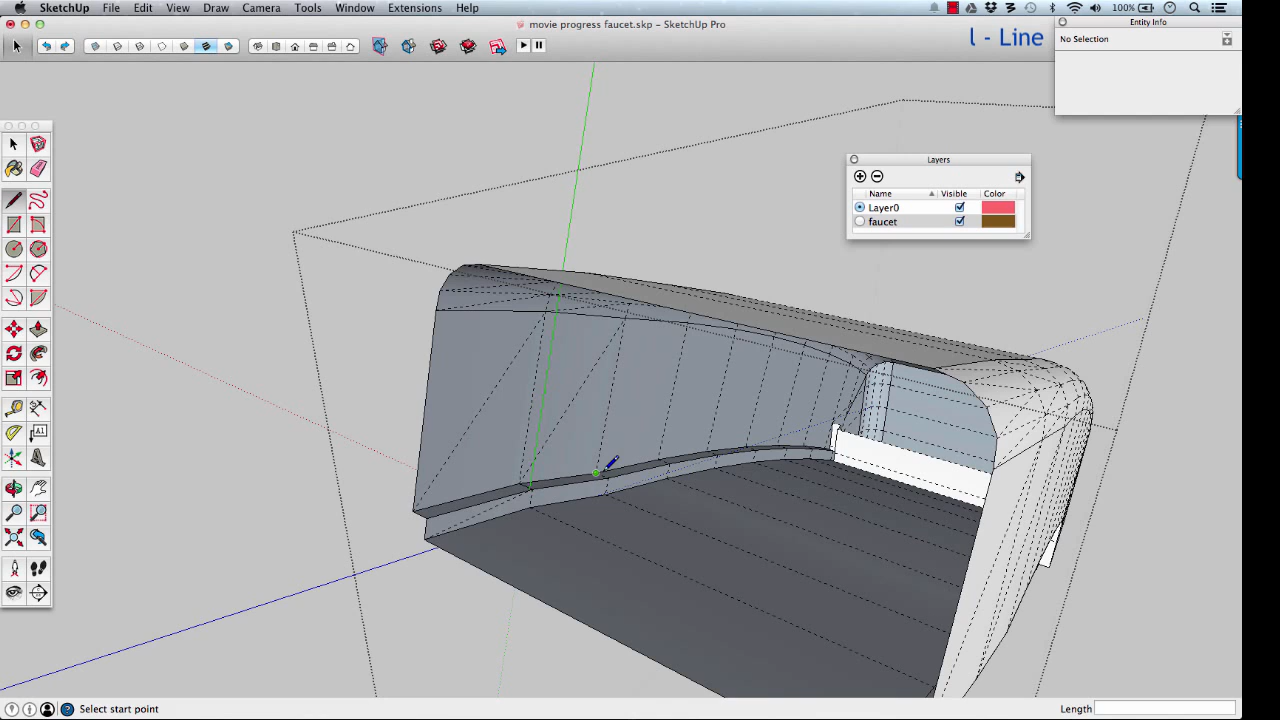 SketchUp File Edit View Draw Camera Tools Window Extensions Help 100%
movie progress faucet.skp - SketchUp Pro
Entity Info
l - Line
No Selection
Layers
Name Visible Color
Layer0
faucet
A1
Select start point
Length